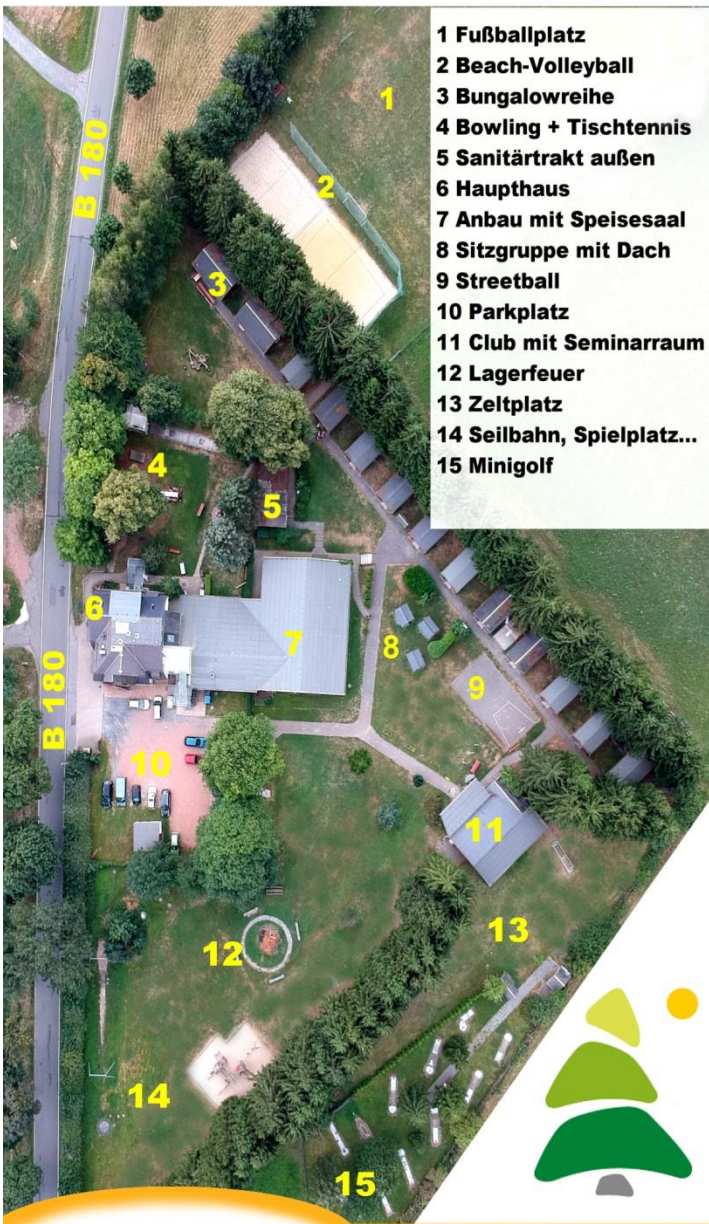 1 Fußballplatz
2 Beach-Volleyball
3 Bungalowreihe
4 Bowling + Tischtennis
5 Sanitärtrakt außen
6 Haupthaus
7 Anbau mit Speisesaal
8 Sitzgruppe mit Dach
9 Streetball
10 Parkplatz
11 Club mit Seminarraum
12 Lagerfeuer
13 Zeltplatz
14 Seilbahn, Spielplatz...
15 Minigolf
B 180
1
2
3
4
5
6
7
8
B 180
9
10
11
12
13
14
15